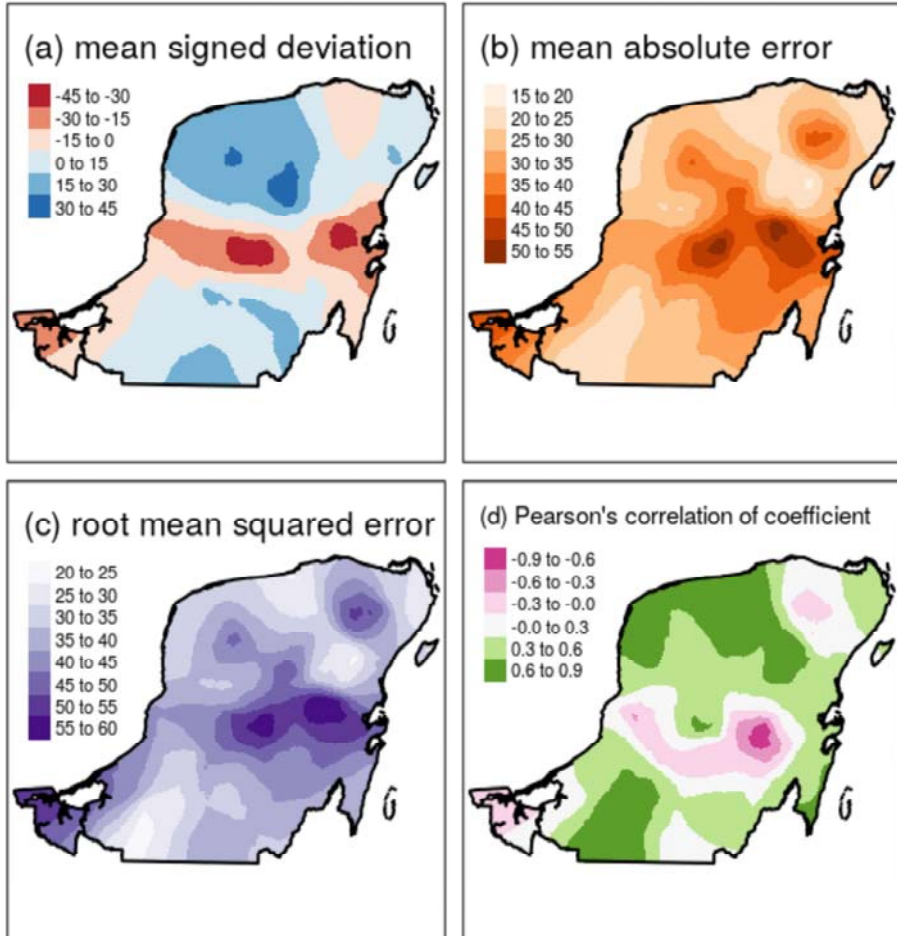 (a) mean signed deviation
-45 to -30
-30 to -15
-15 to 0
0 to 15
15 to 30
30 to 45
(b) mean absolute error
15 to 20
20 to 25
25 to 30
30 to 35
35 to 40
40 to 45
45 to 50
50 to 55
(c) root mean squared error
20 to 25
25 to 30
30 to 35
35 to 40
40 to 45
45 to 50
50 to 55
55 to 60
(d) Pearson's correlation of coefficient
-0.9 to -0.6
-0.6 to -0.3
-0.3 to -0.0
-0.0 to 0.3
0.3 to 0.6
0.6 to 0.9